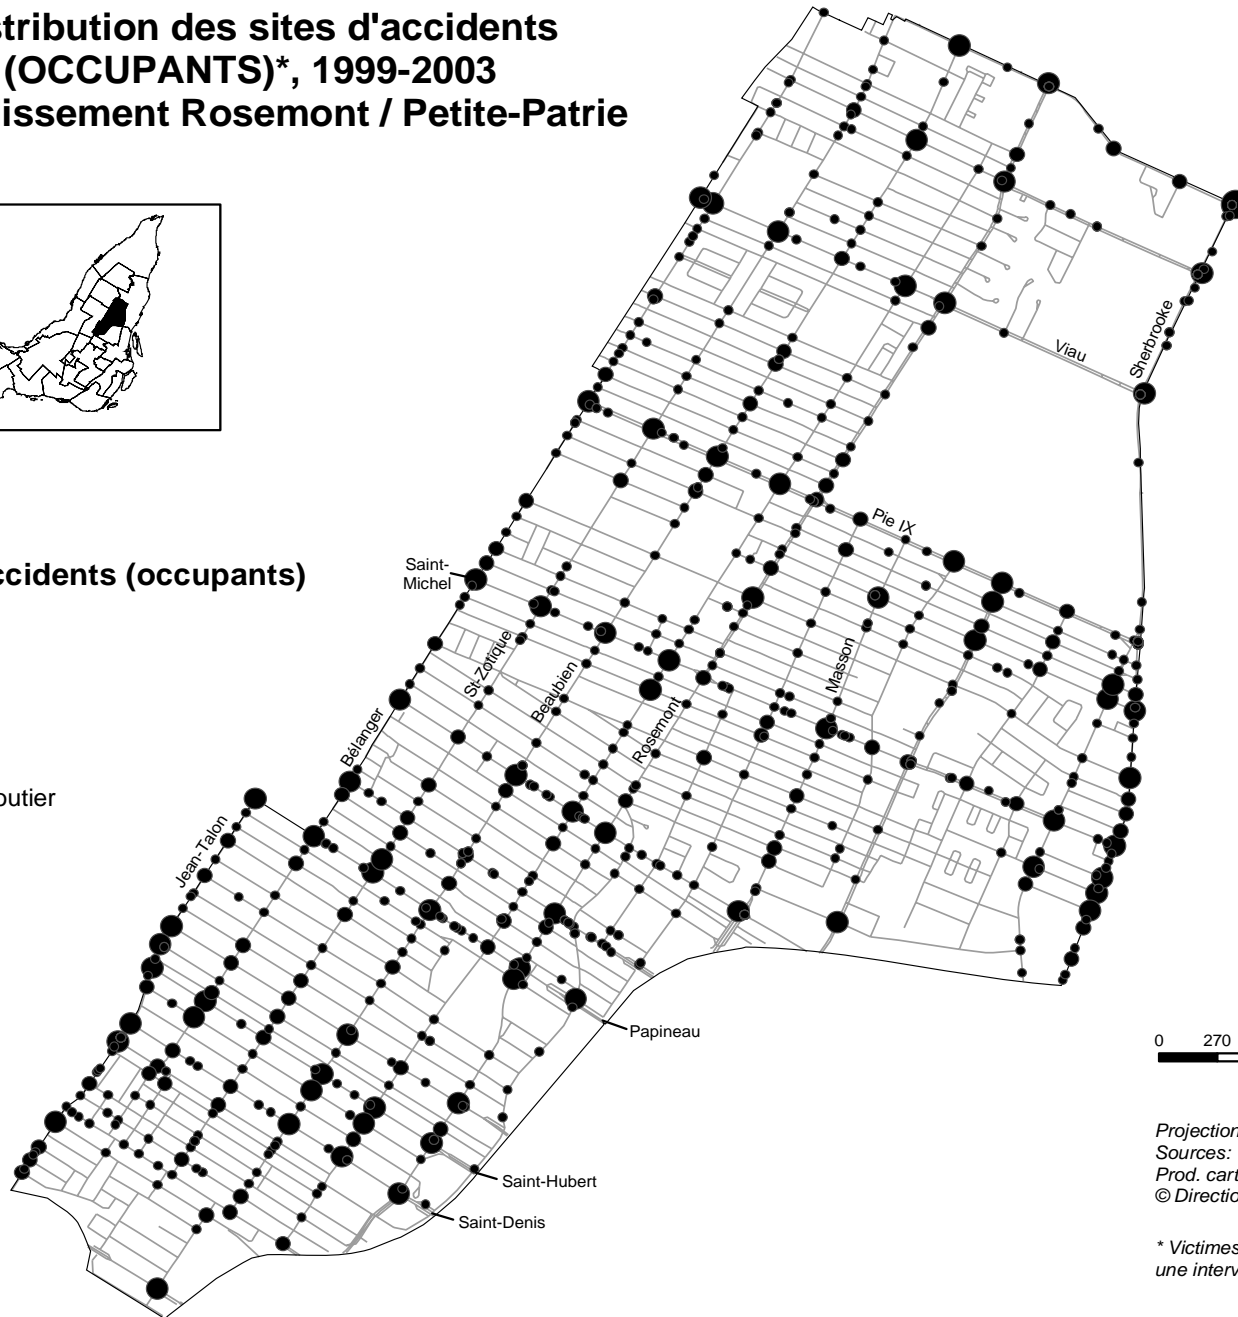 stribution des sites d'accidents
(OCCUPANTS)*, 1999-2003
issement Rosemont / Petite-Patrie
Viau
Sherbrooke
Pie IX
Saint-
Michel
ccidents (occupants)
St-Zotique
Beaubien
Masson
Rosemont
Bélanger
outier
Jean-Talon
Papineau
0 270
Projection
Sources:
Prod. cart
© Directio
Saint-Hubert
Saint-Denis
* Victimes
une interv